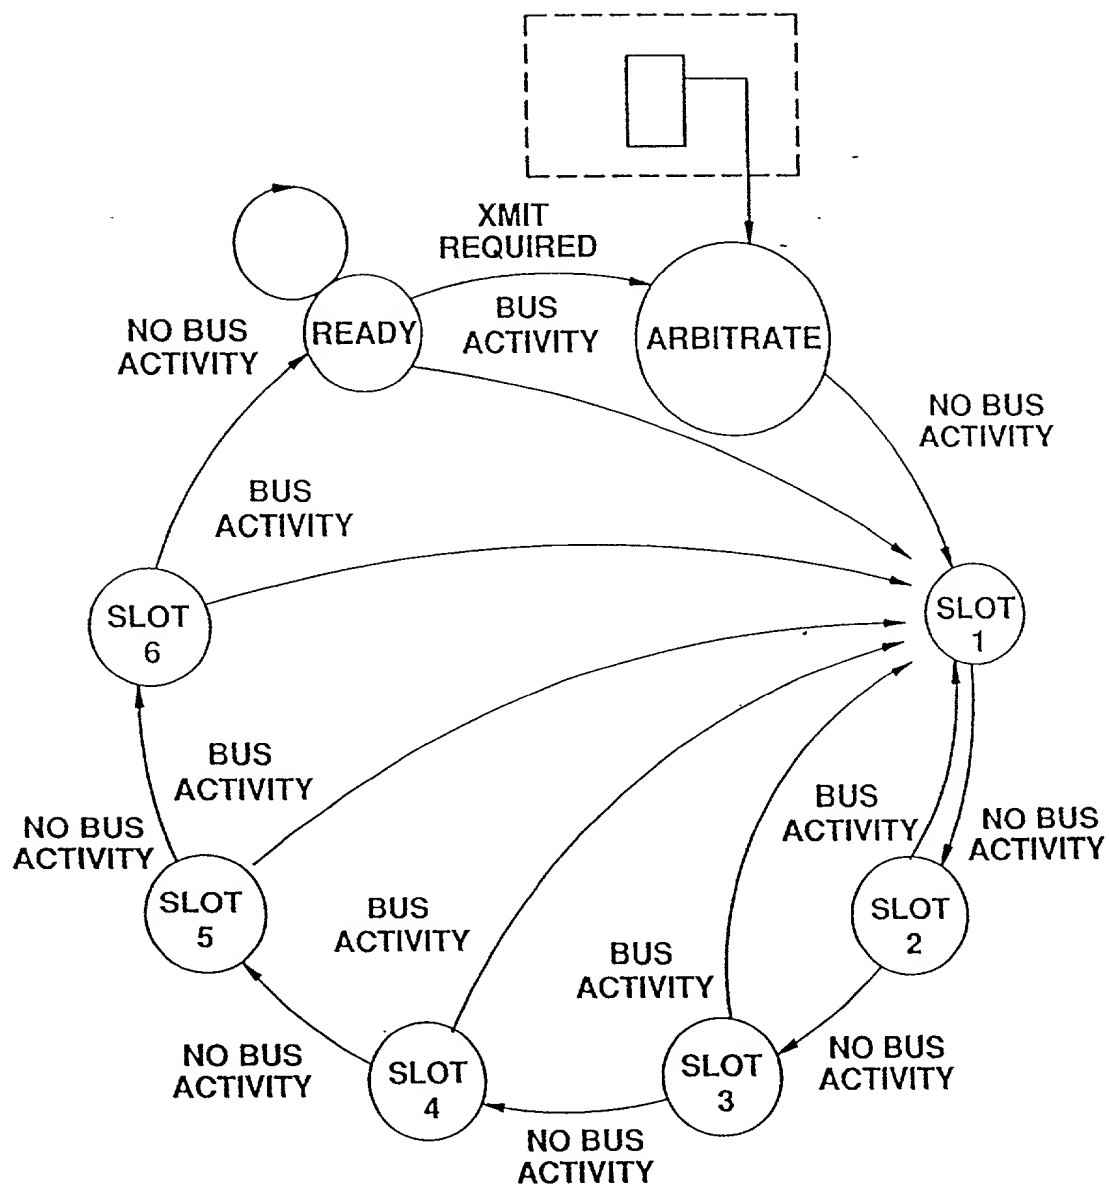 XMIT
REQUIRED
BUS
ACTIVITY
READY
ARBITRATE
NO BUS
ACTIVITY
NO BUS
ACTIVITY
BUS
ACTIVITY
SLOT
6
SLOT
1
BUS
ACTIVITY
BUS
ACTIVITY
NO BUS
ACTIVITY
NO BUS
ACTIVITY
SLOT
5
BUS
ACTIVITY
SLOT
2
BUS
ACTIVITY
NO BUS
ACTIVITY
SLOT
4
SLOT
3
NO BUS
ACTIVITY
NO BUS
ACTIVITY